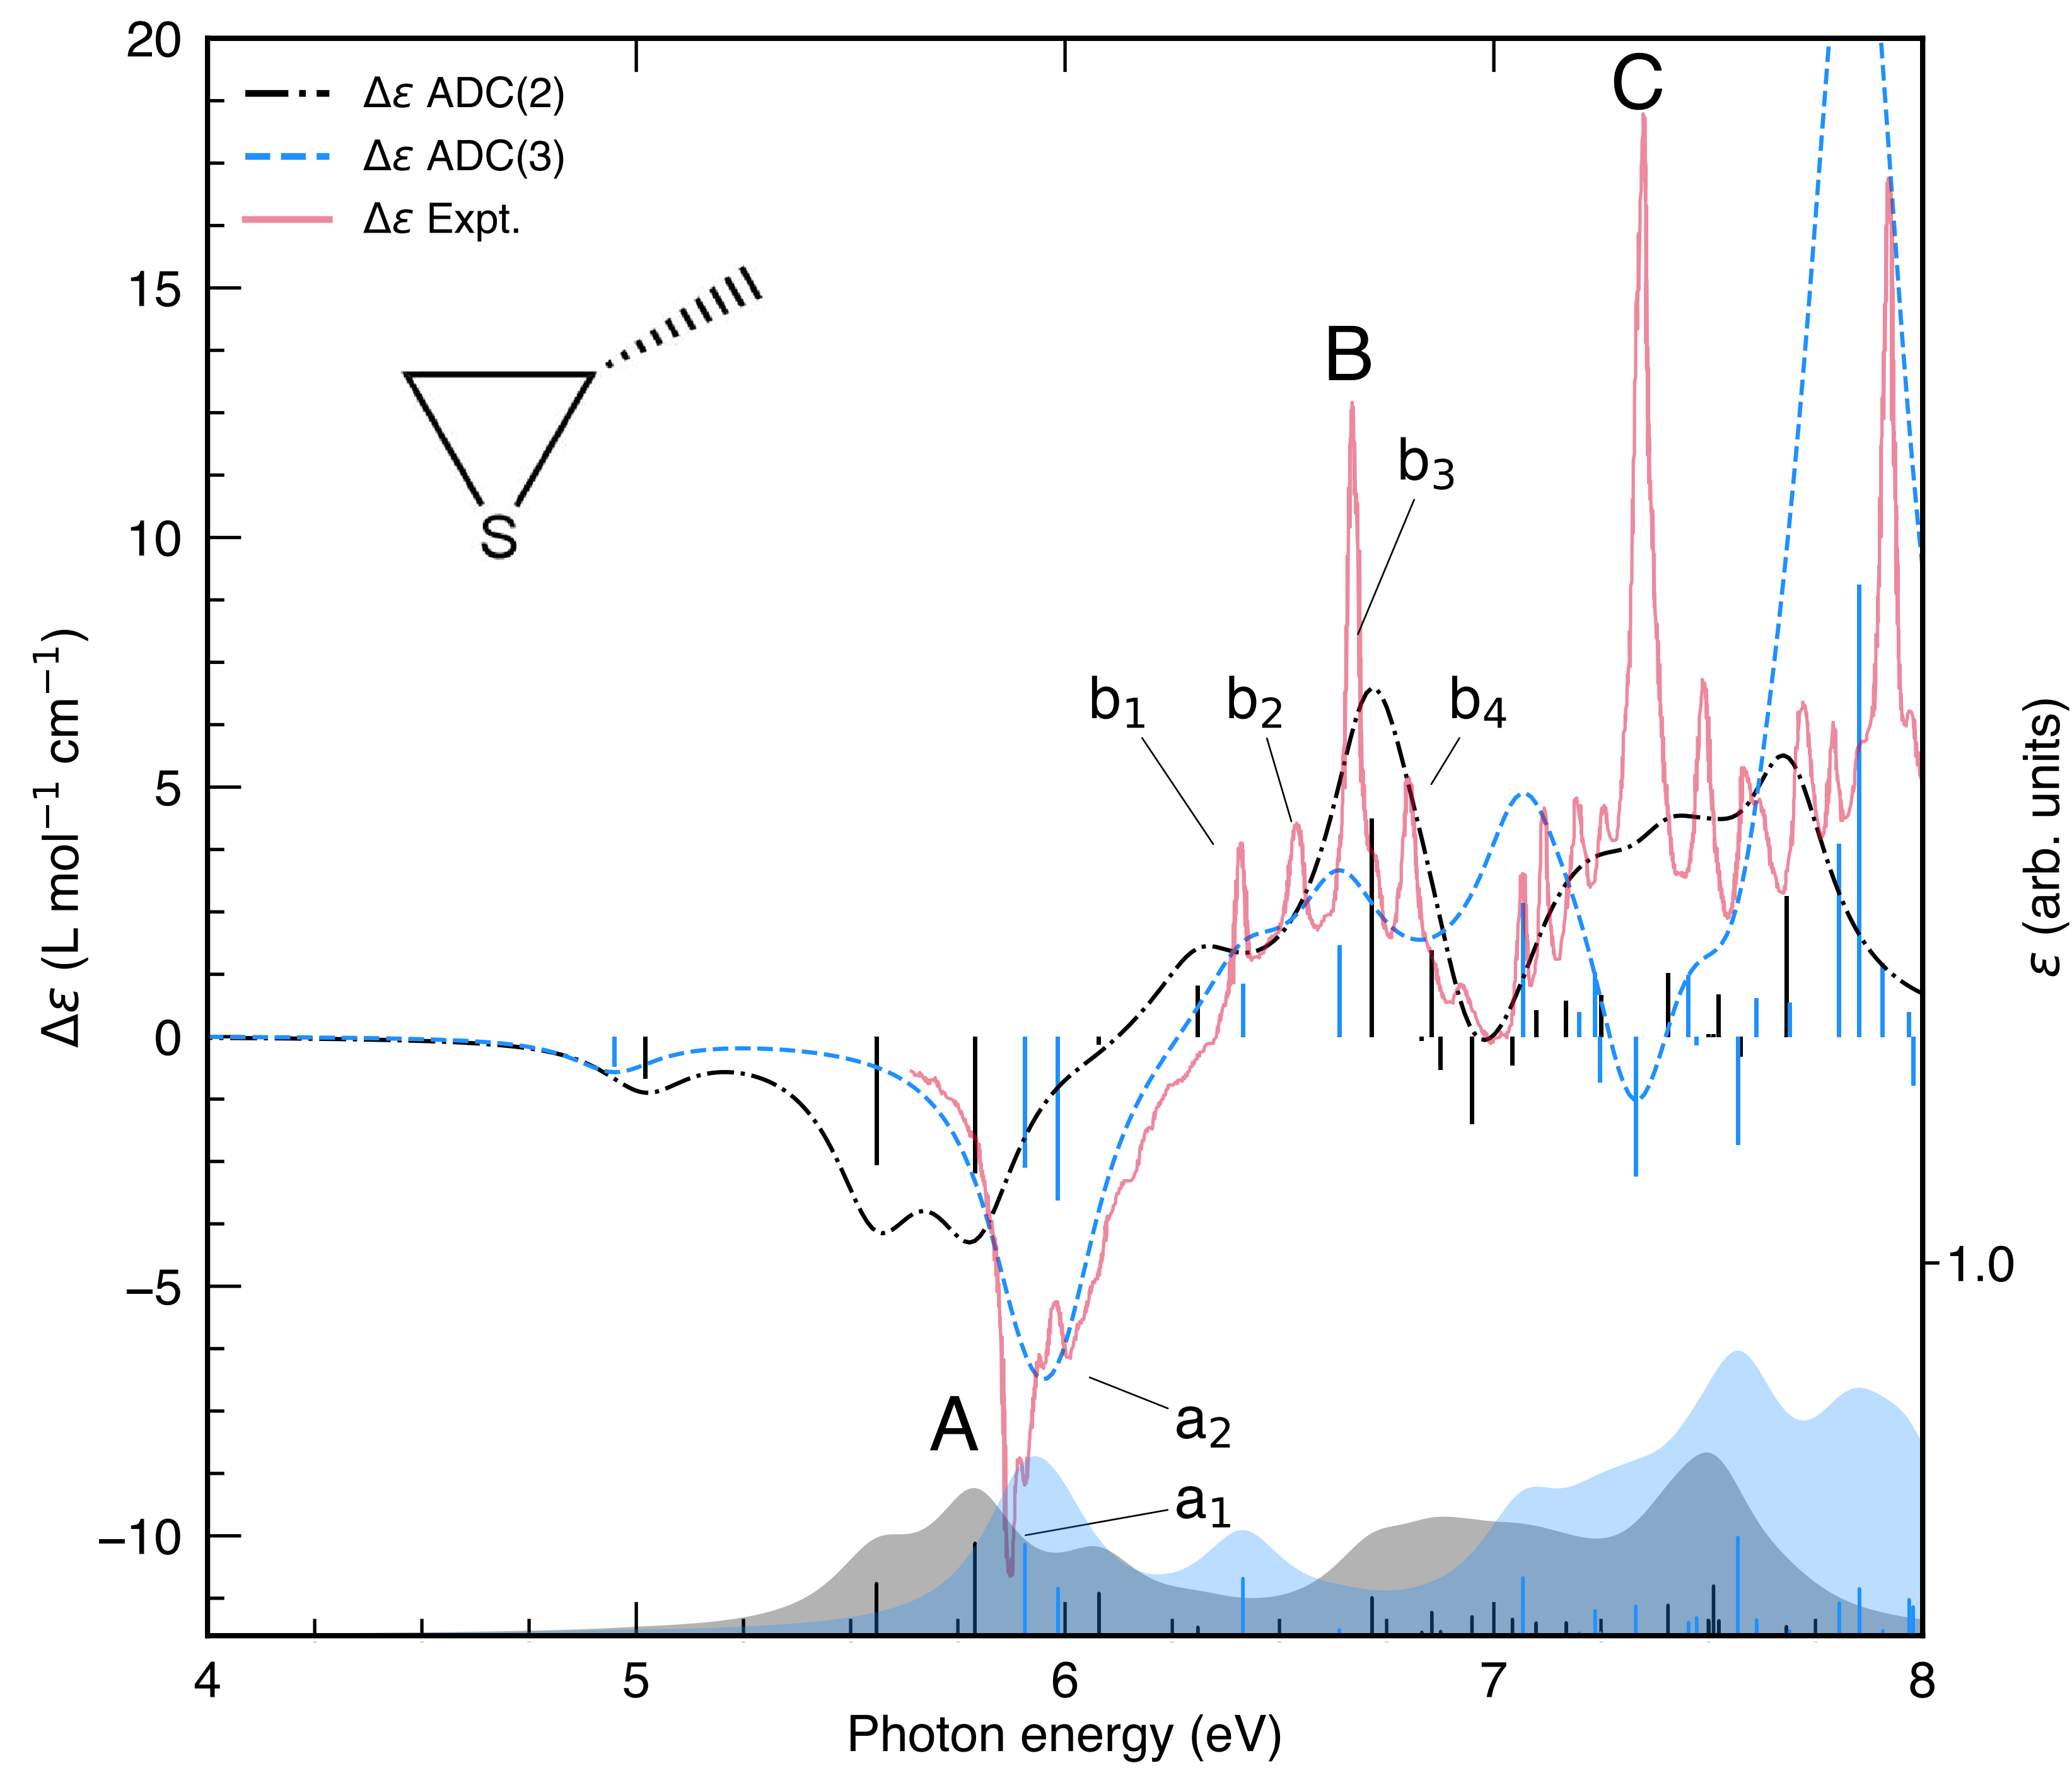 20
15
10
5
0
−5
−10
Δε (L mol⁻¹ cm⁻¹)
Δε ADC(2)
Δε ADC(3)
Δε Expt.
S
C
B
b₃
b₁
b₂
b₄
A
a₂
a₁
1.0
ε (arb. units)
4
5
6
7
8
Photon energy (eV)